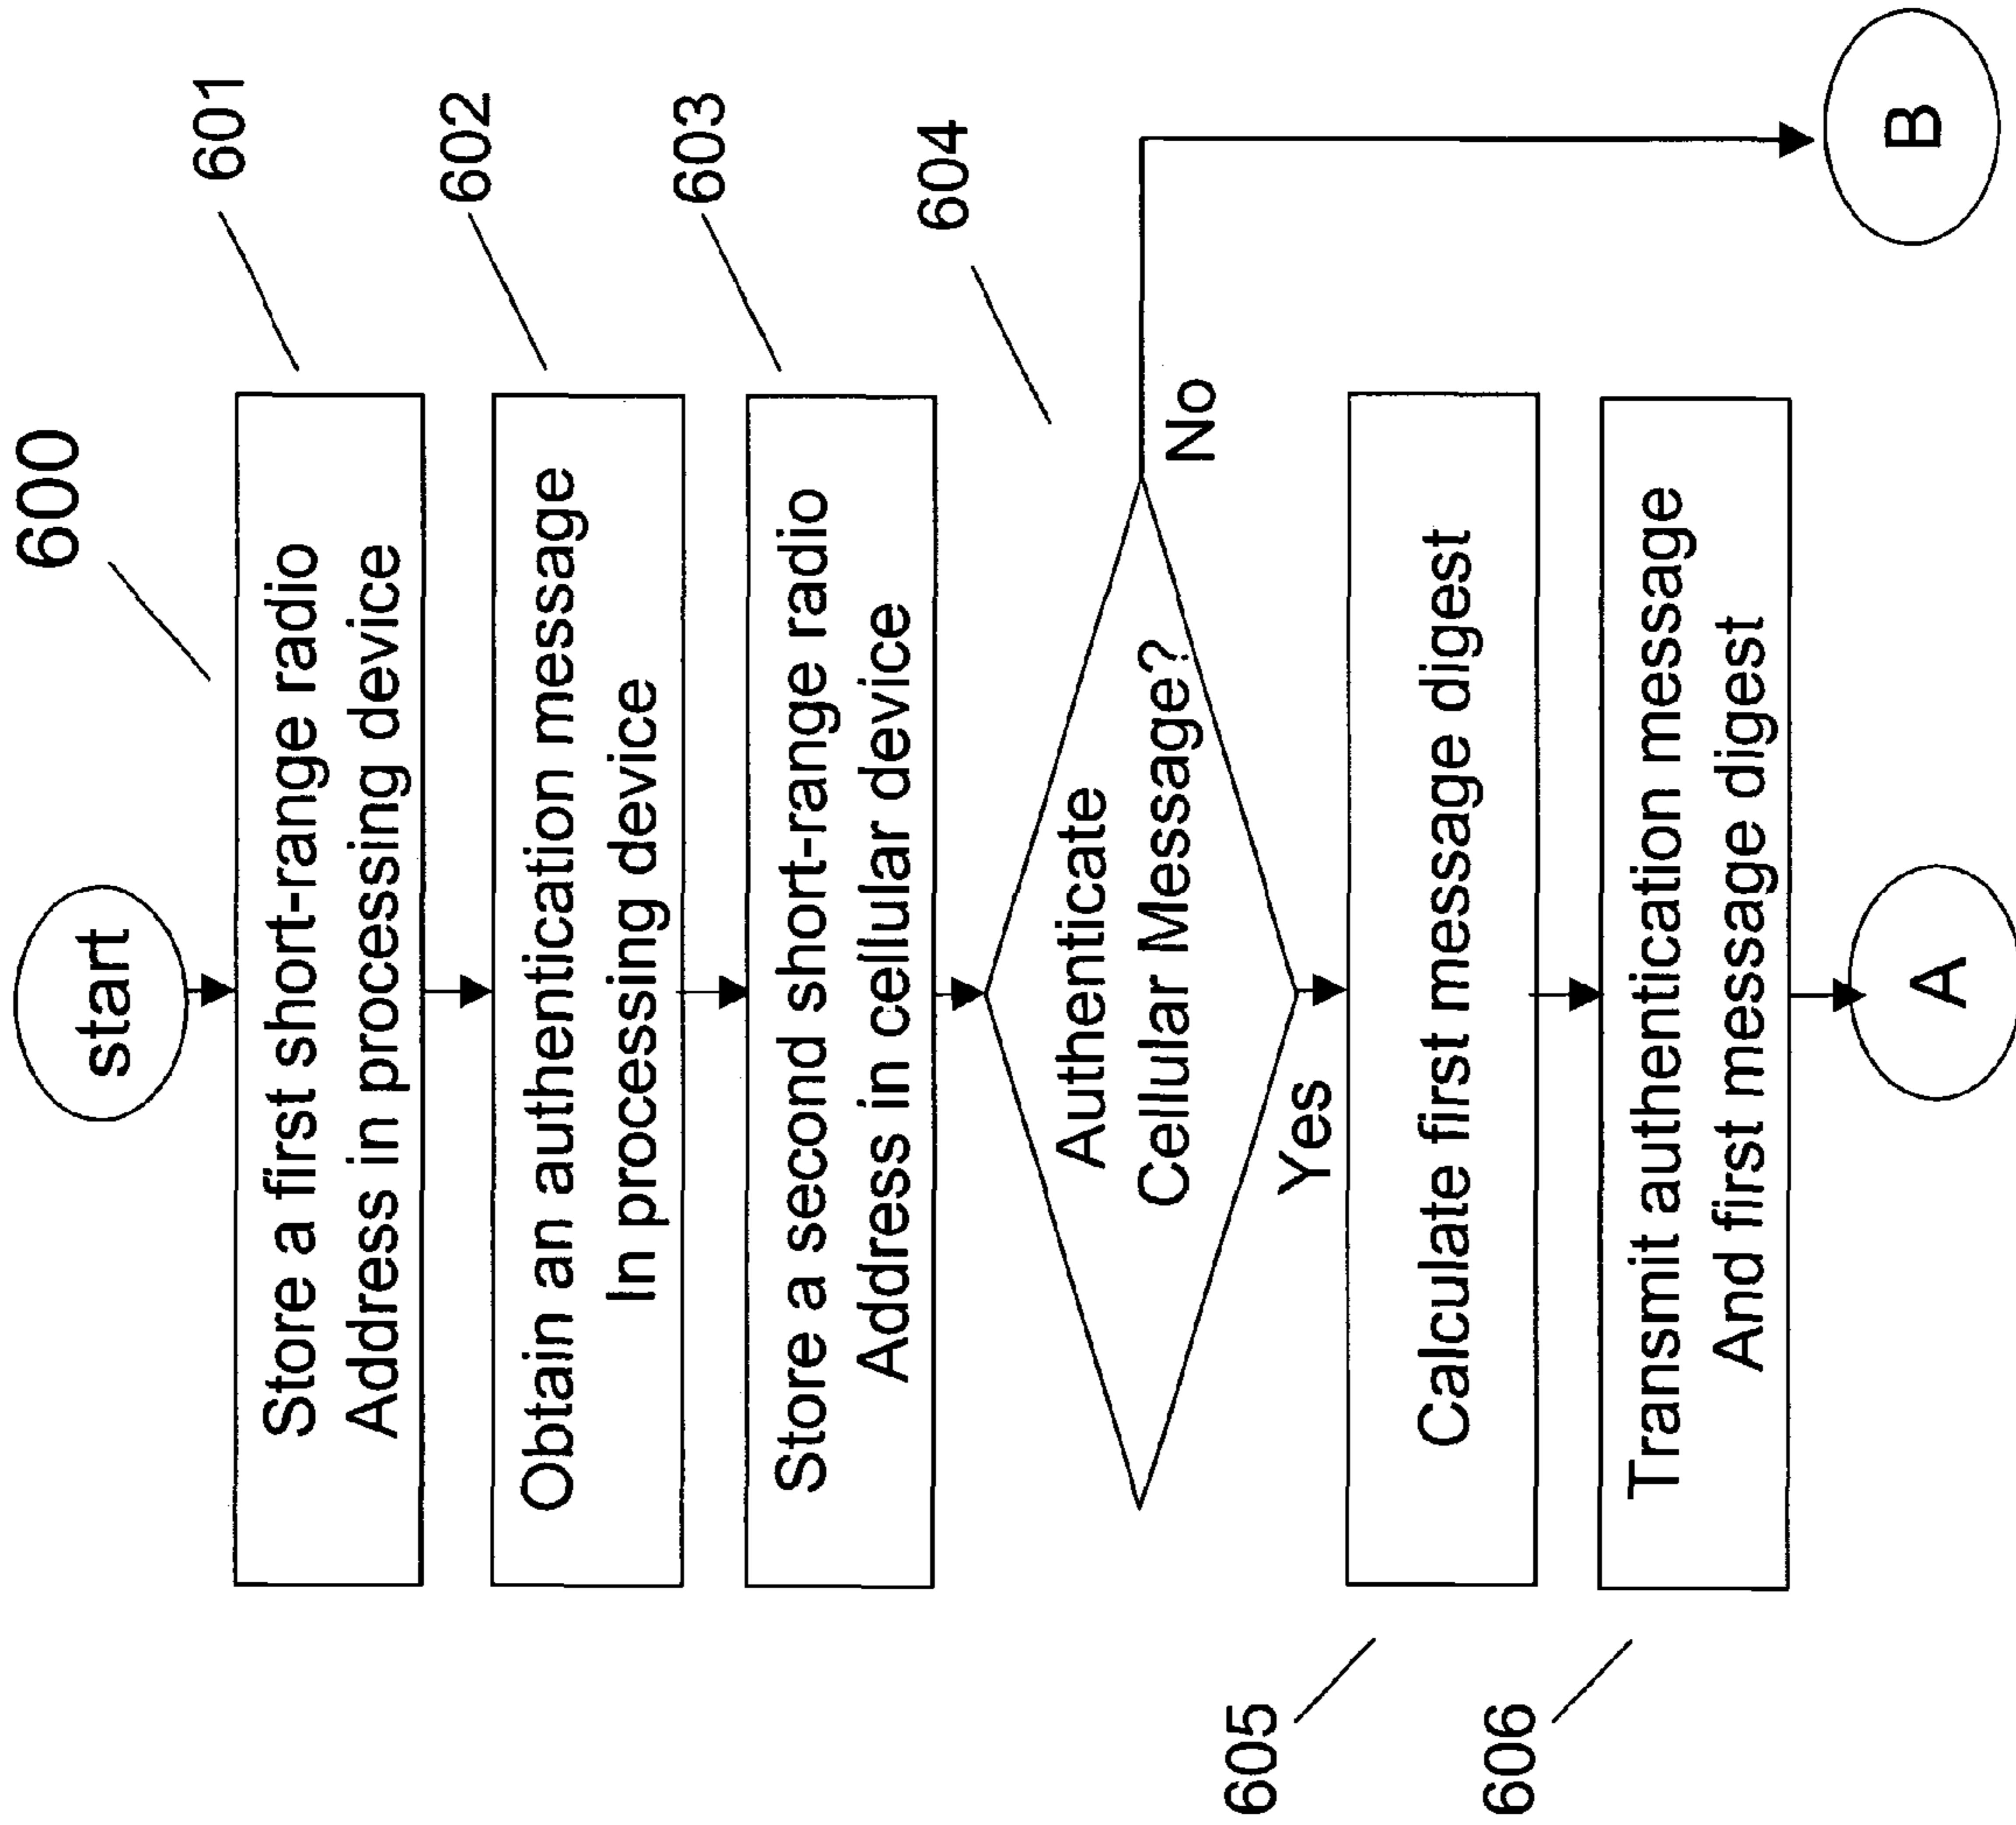 600
start
601
Store a first short-range radio
Address in processing device
602
Obtain an authentication message
In processing device
603
Store a second short-range radio
Address in cellular device
604
Authenticate
Cellular Message?
No
Yes
605
Calculate first message digest
606
Transmit authentication message
And first message digest
A
B